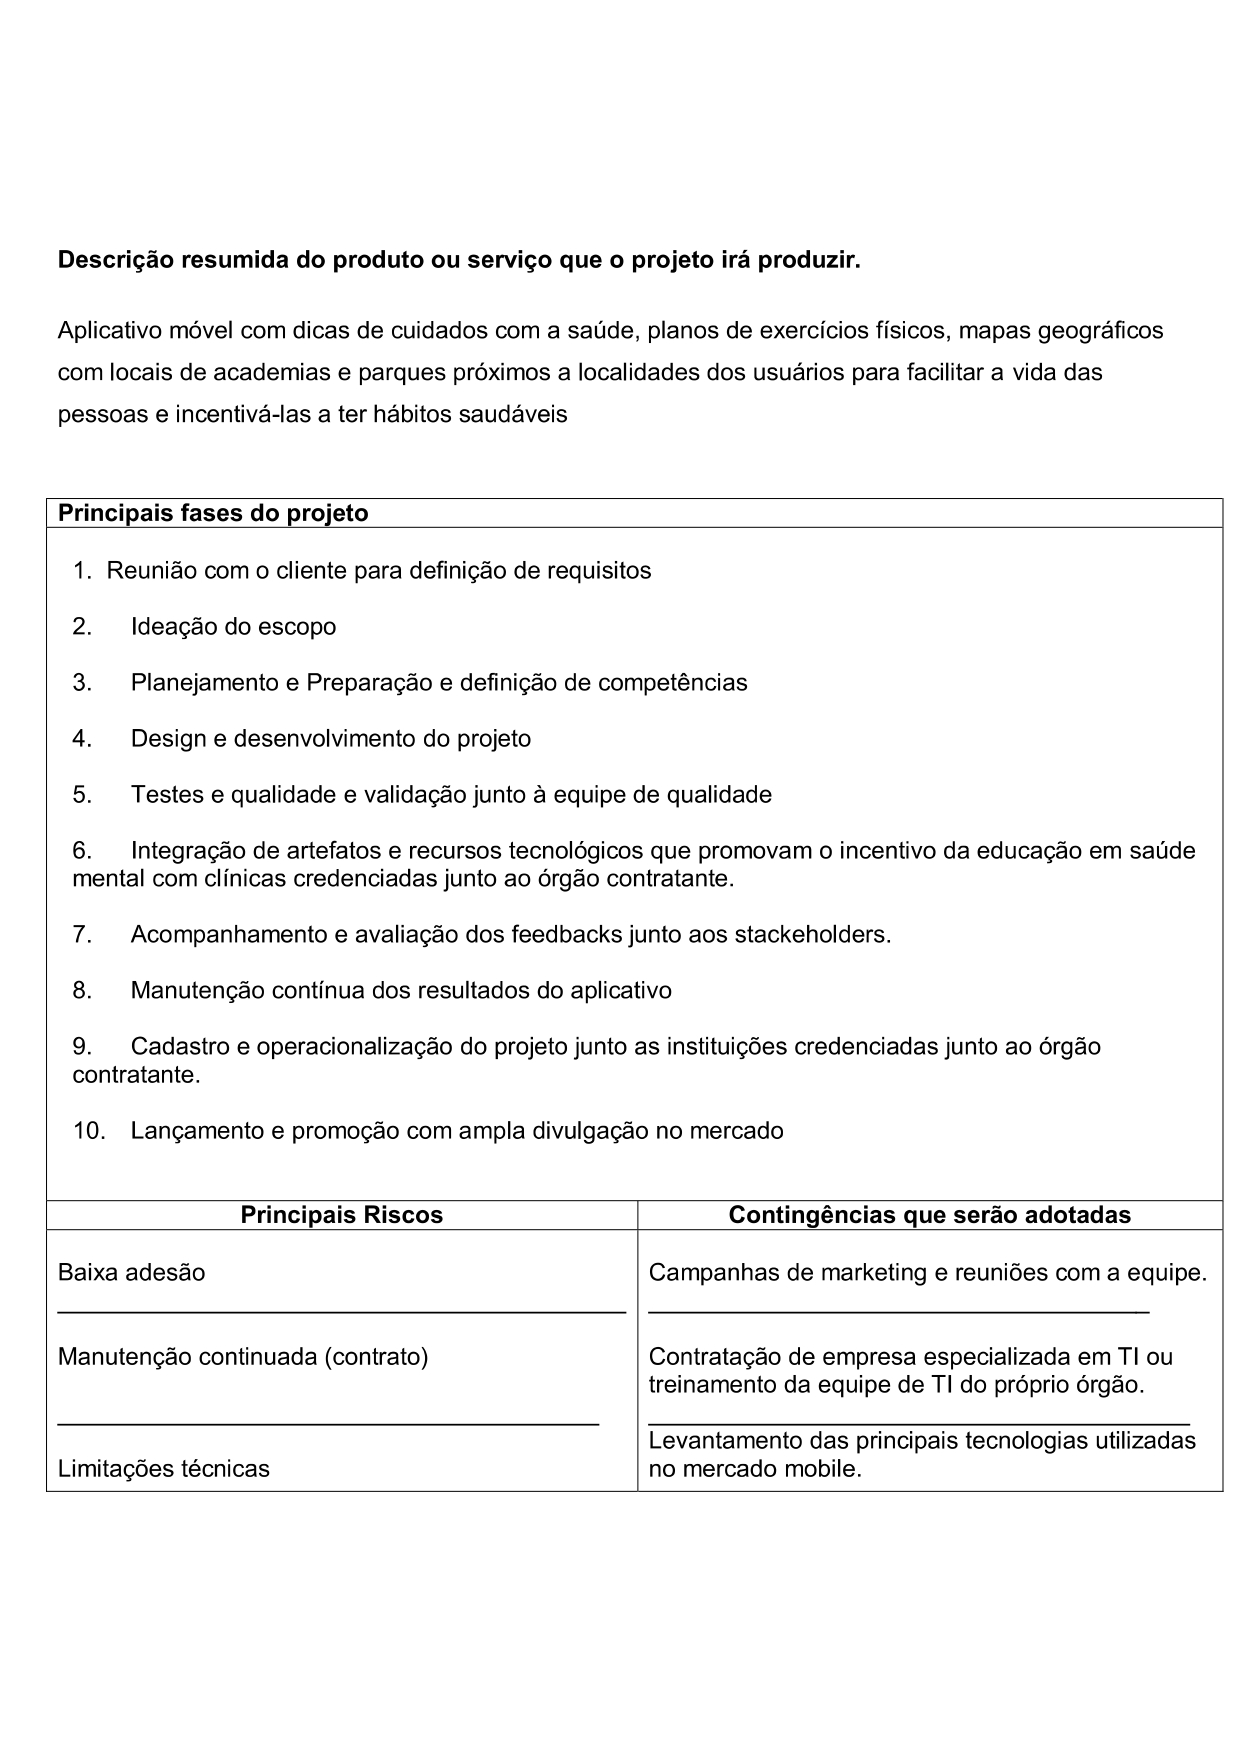 Descrição resumida do produto ou serviço que o projeto irá produzir.
Aplicativo móvel com dicas de cuidados com a saúde, planos de exercícios físicos, mapas geográficos
com locais de academias e parques próximos a localidades dos usuários para facilitar a vida das
pessoas e incentivá-las a ter hábitos saudáveis
Principais fases do projeto
1. Reunião com o cliente para definição de requisitos
2. Ideação do escopo
3. Planejamento e Preparação e definição de competências
4. Design e desenvolvimento do projeto
5. Testes e qualidade e validação junto à equipe de qualidade
6. Integração de artefatos e recursos tecnológicos que promovam o incentivo da educação em saúde
mental com clínicas credenciadas junto ao órgão contratante.
7. Acompanhamento e avaliação dos feedbacks junto aos stackeholders.
8. Manutenção contínua dos resultados do aplicativo
9. Cadastro e operacionalização do projeto junto as instituições credenciadas junto ao órgão
contratante.
10. Lançamento e promoção com ampla divulgação no mercado
Principais Riscos
Contingências que serão adotadas
Baixa adesão
Campanhas de marketing e reuniões com a equipe.
Manutenção continuada (contrato)
Contratação de empresa especializada em TI ou
treinamento da equipe de TI do próprio órgão.
Limitações técnicas
Levantamento das principais tecnologias utilizadas
no mercado mobile.